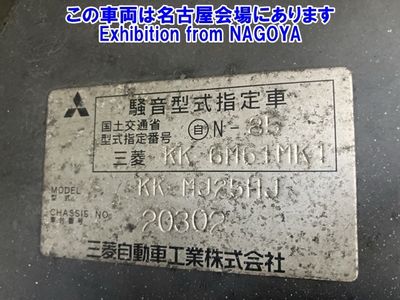 この車両は名古屋会場にあります
Exhibition from NAGOYA
騒音型式指定車
国土交通省
型式指定番号
自 N-85
三菱 KK-6M61MK1
MODEL
型式
KK-MJ26HJ
CHASSIS NO.
車台番号
20302
三菱自動車工業株式会社